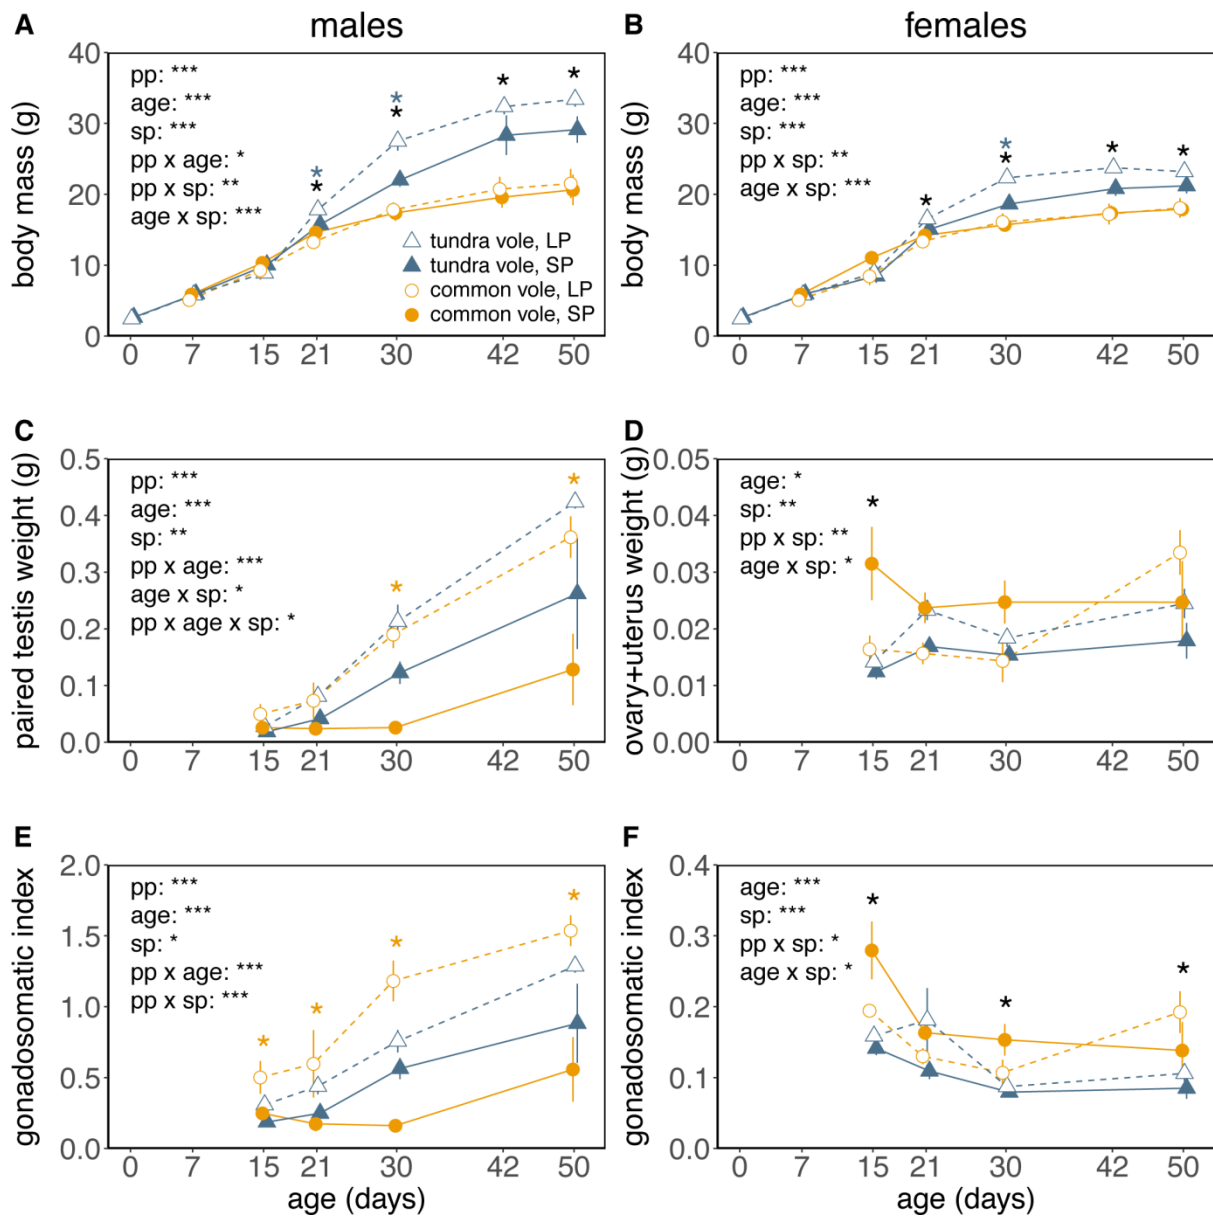 A
males
40
30
20
10
0
body mass (g)
pp: ***
age: ***
sp: ***
pp x age: *
pp x sp: **
age x sp: ***
*
*
*
*
*
*
tundra vole, LP
tundra vole, SP
common vole, LP
common vole, SP
0 7 15 21 30 42 50
B
females
40
30
20
10
0
body mass (g)
pp: ***
age: ***
sp: ***
pp x sp: **
age x sp: ***
*
*
*
*
*
0 7 15 21 30 42 50
C
0.5
0.4
0.3
0.2
0.1
0.0
paired testis weight (g)
pp: ***
age: ***
sp: **
pp x age: ***
age x sp: *
pp x age x sp: *
*
*
0 7 15 21 30 42 50
D
0.05
0.04
0.03
0.02
0.01
0.00
ovary+uterus weight (g)
age: *
sp: **
pp x sp: **
age x sp: *
*
0 7 15 21 30 42 50
E
2.0
1.5
1.0
0.5
0.0
gonadosomatic index
pp: ***
age: ***
sp: *
pp x age: ***
pp x sp: ***
*
*
*
*
0 7 15 21 30 42 50
age (days)
F
0.4
0.3
0.2
0.1
0.0
gonadosomatic index
age: ***
sp: ***
pp x sp: *
age x sp: *
*
*
*
0 7 15 21 30 42 50
age (days)